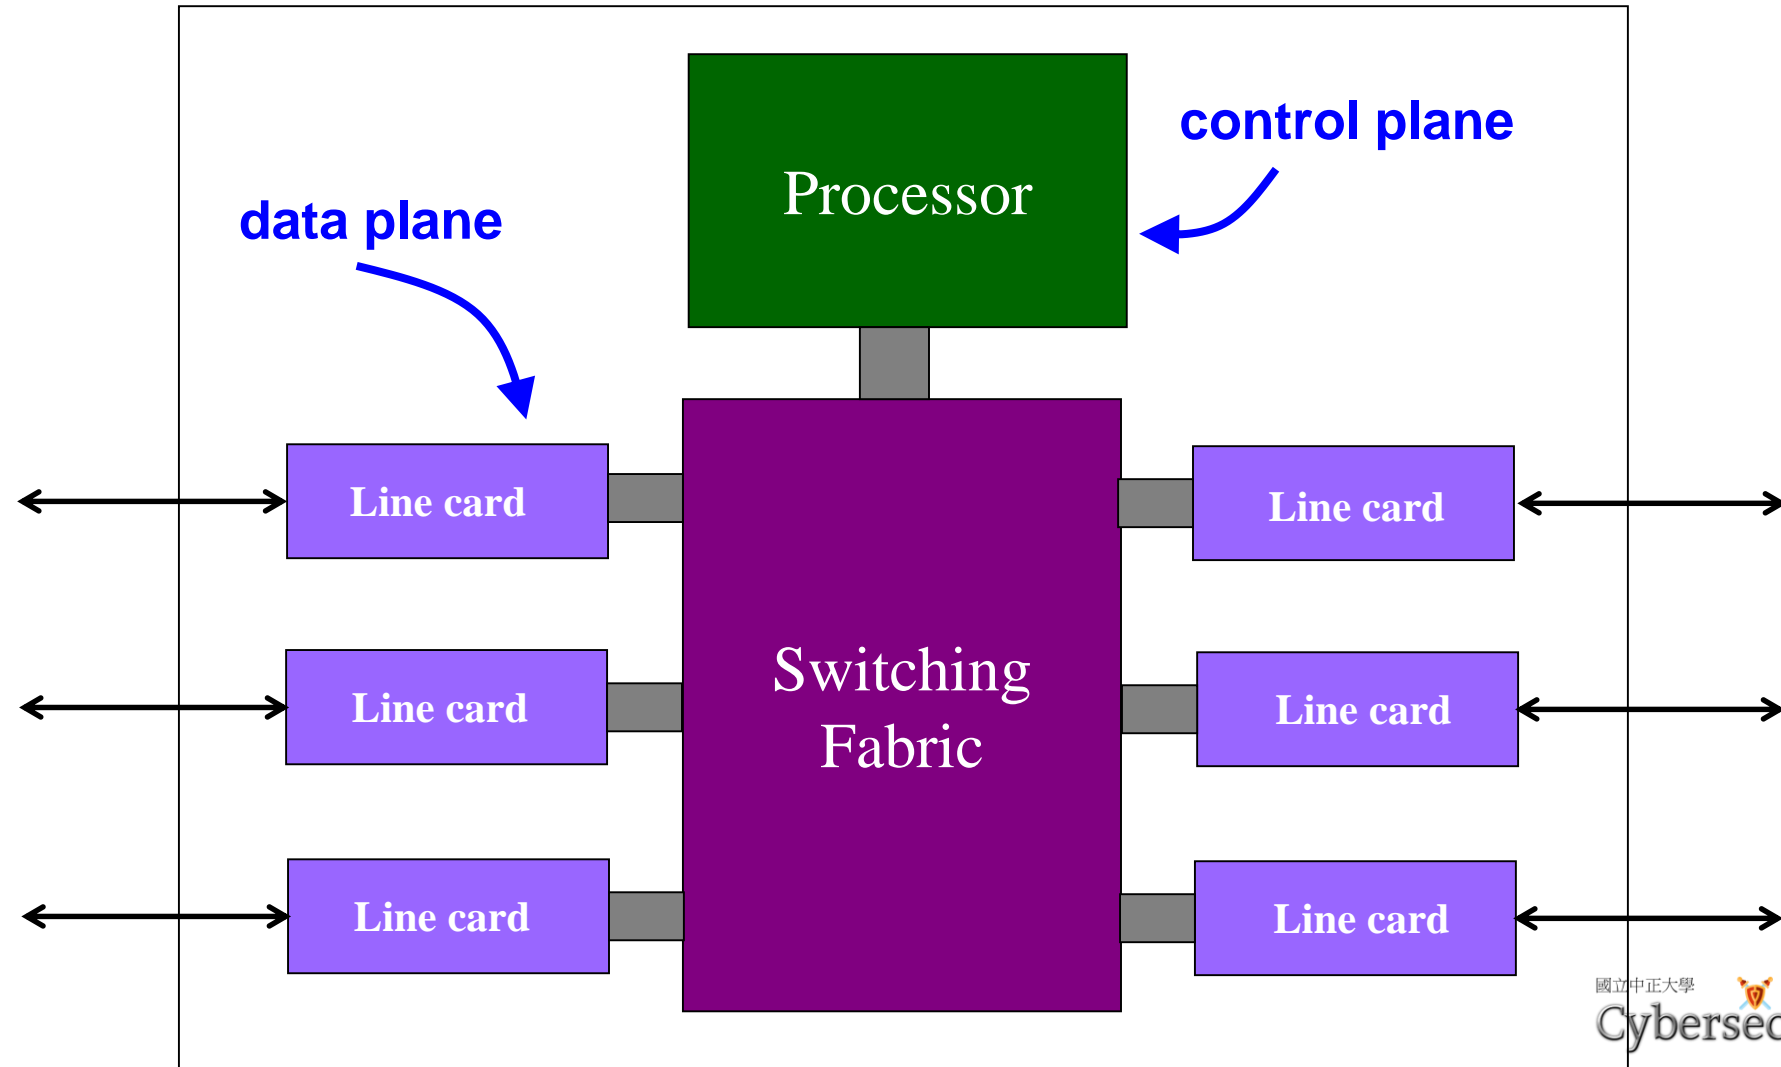 control plane
Processor
data plane
Line card
Line card
Switching
Fabric
Line card
Line card
Line card
Line card
國立中正大學
Cybersec